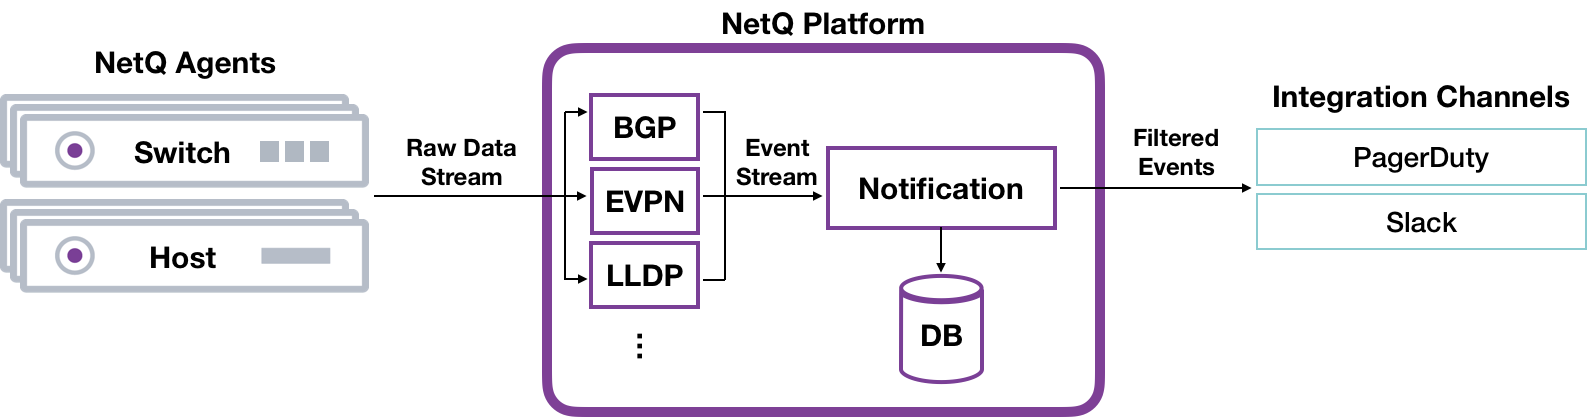 NetQ Platform
NetQ Agents
Switch
Host
Raw Data
Stream
BGP
EVPN
LLDP
Event
Stream
Notification
DB
Filtered
Events
Integration Channels
PagerDuty
Slack